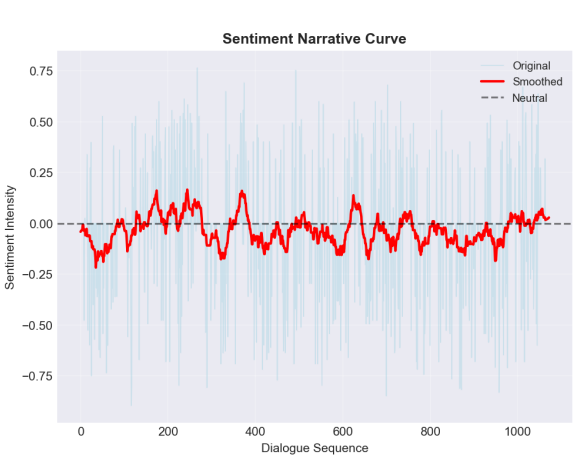 Sentiment Narrative Curve
Original
Smoothed
Neutral
0.75
0.50
0.25
0.00
−0.25
−0.50
−0.75
Sentiment Intensity
0 200 400 600 800 1000
Dialogue Sequence